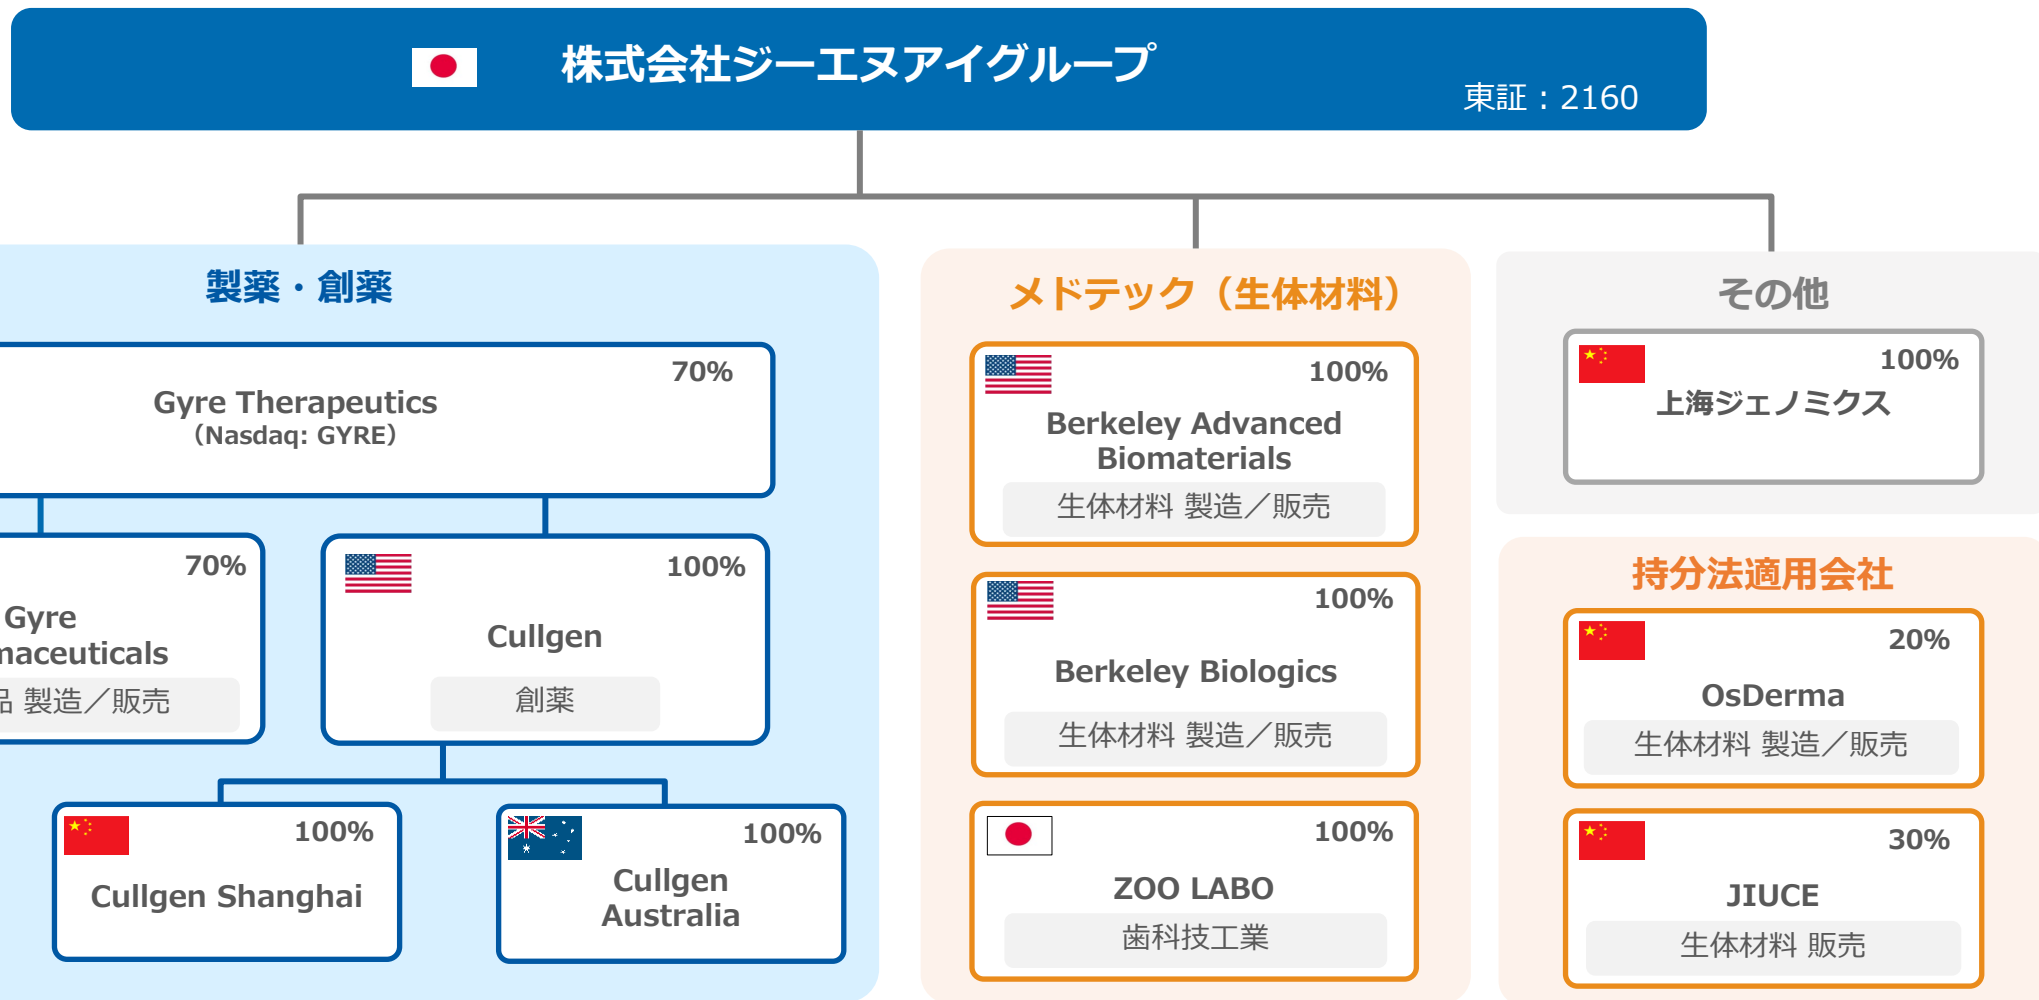 株式会社ジーエヌアイグループ
東証：2160
製薬・創薬
70%
Gyre Therapeutics
（Nasdaq: GYRE）
70%
Gyre
maceuticals
品 製造／販売
100%
Cullgen
創薬
100%
Cullgen Shanghai
100%
Cullgen
Australia
メドテック（生体材料）
100%
Berkeley Advanced
Biomaterials
生体材料 製造／販売
100%
Berkeley Biologics
生体材料 製造／販売
100%
ZOO LABO
歯科技工業
その他
100%
上海ジェノミクス
持分法適用会社
20%
OsDerma
生体材料 製造／販売
30%
JIUCE
生体材料 販売